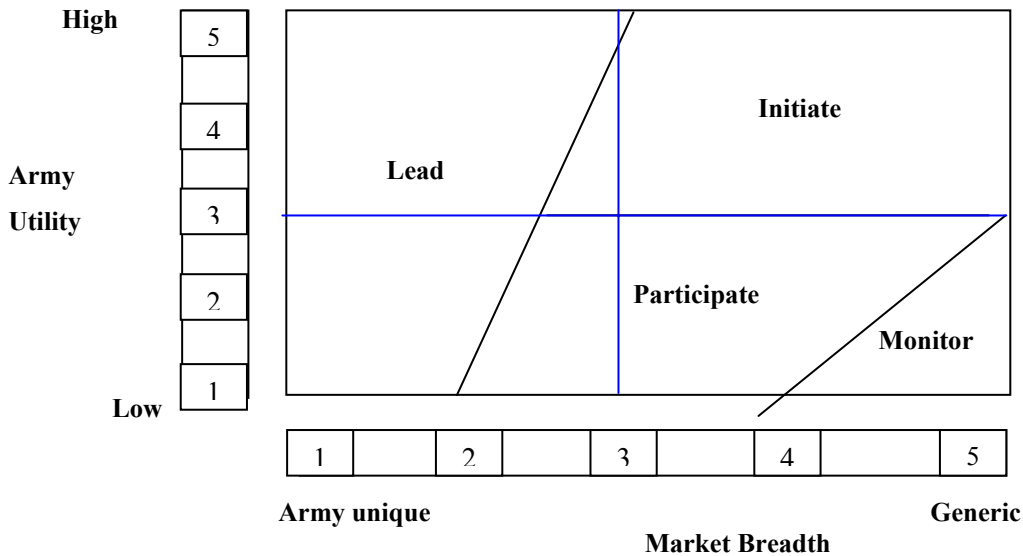 High
5
Initiate
4
Lead
Army
Utility
3
2
Participate
Monitor
1
Low
1 2 3 4 5
Army unique Generic
Market Breadth